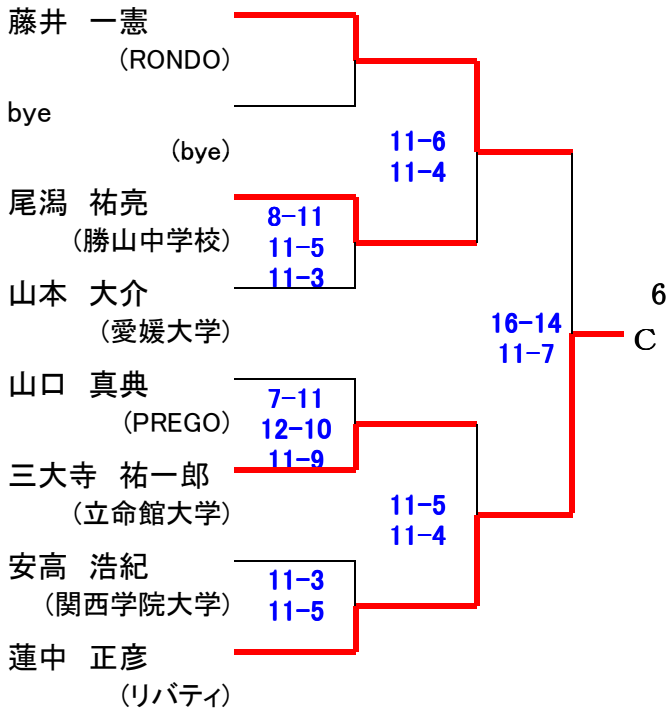 藤井　一憲
(RONDO)
bye
(bye)
11-6
11-4
尾潟　祐亮
(勝山中学校)
8-11
11-5
11-3
山本　大介
(愛媛大学)
6
16-14
11-7
C
山口　真典
(PREGO)
7-11
12-10
11-9
三大寺　祐一郎
(立命館大学)
11-5
11-4
安高　浩紀
(関西学院大学)
11-3
11-5
蓮中　正彦
(リバティ)